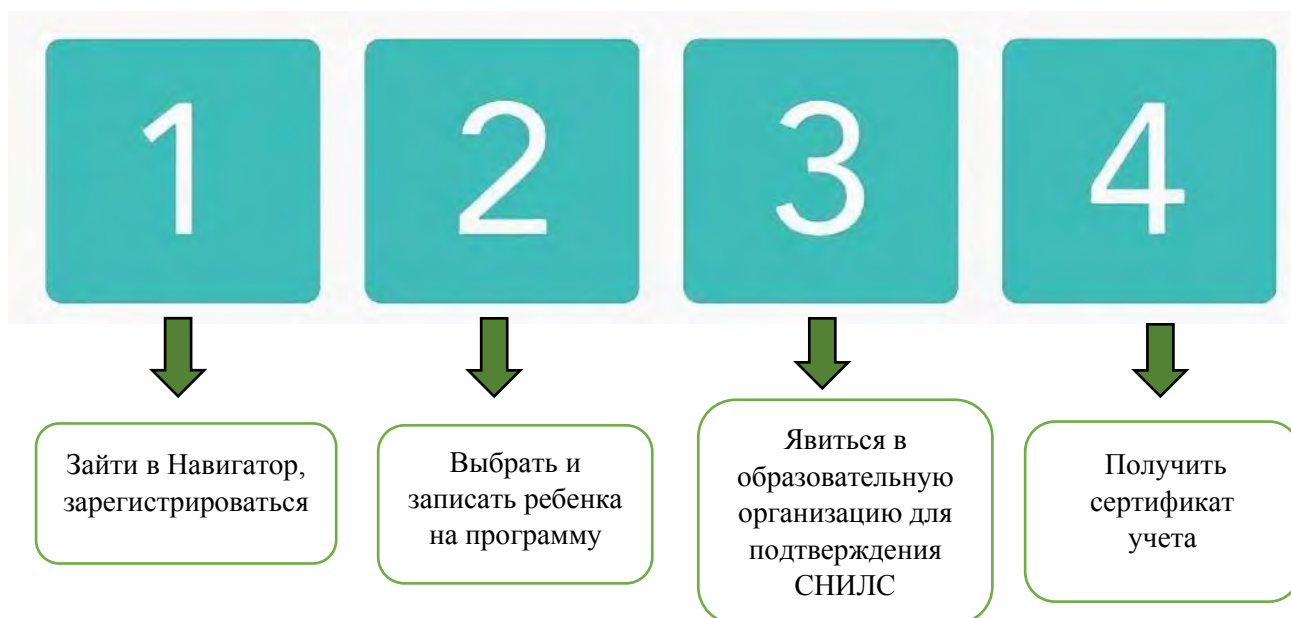 1
2
3
4
Зайти в Навигатор,
зарегистрироваться
Выбрать и
записать ребенка
на программу
Явиться в
образовательную
организацию для
подтверждения
СНИЛС
Получить
сертификат
учета